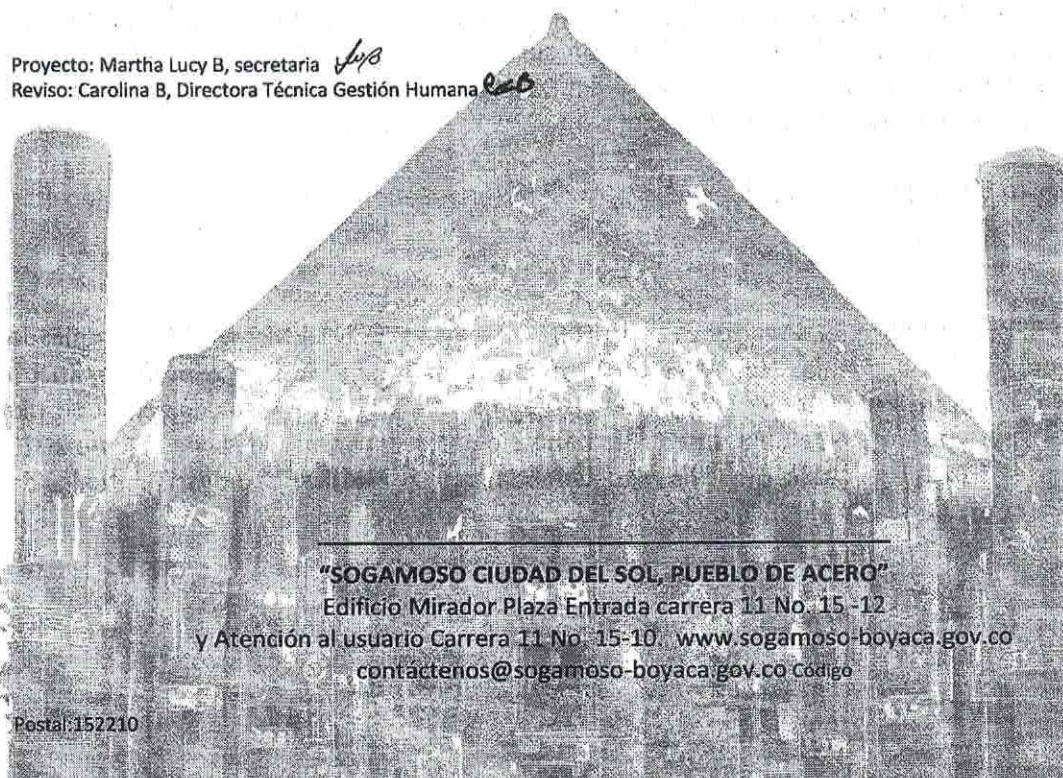 Proyecto: Martha Lucy B, secretaria
Reviso: Carolina B, Directora Técnica Gestión Humana
"SOGAMOSO CIUDAD DEL SOL, PUEBLO DE ACERO"
Edificio Mirador Plaza Entrada carrera 11 No. 15 -12
y Atención al usuario Carrera 11 No. 15-10. www.sogamoso-boyaca.gov.co
contáctenos@sogamoso-boyaca.gov.co Código
Postal:152210